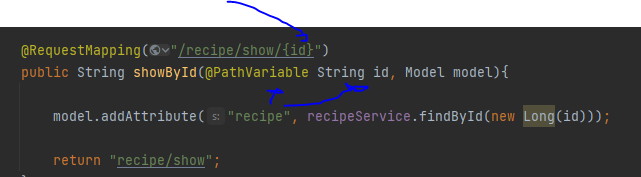 @RequestMapping("/recipe/show/{id}")
public String showById(@PathVariable String id, Model model){
model.addAttribute( s: "recipe", recipeService.findById(new Long(id)));
return "recipe/show";